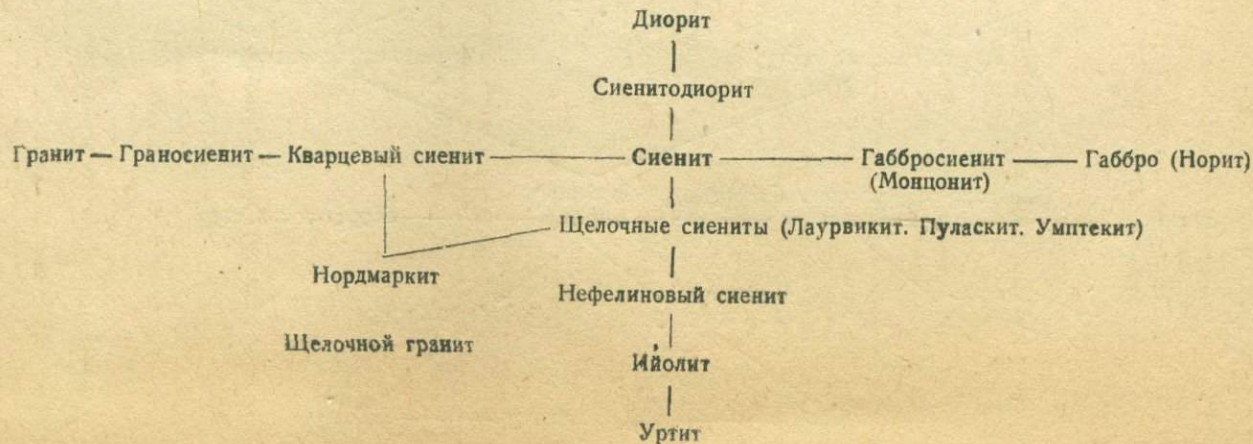 Диорит
Сиенитодиорит
Гранит — Граносиенит — Кварцевый сиенит — Сиенит — Габбросиенит — Габбро (Норит)
(Монцонит)
Щелочные сиениты (Лаурвикит. Пуласкит. Умптекит)
Нордмаркит
Нефелиновый сиенит
Щелочной гранит
Ийолит
Уртит